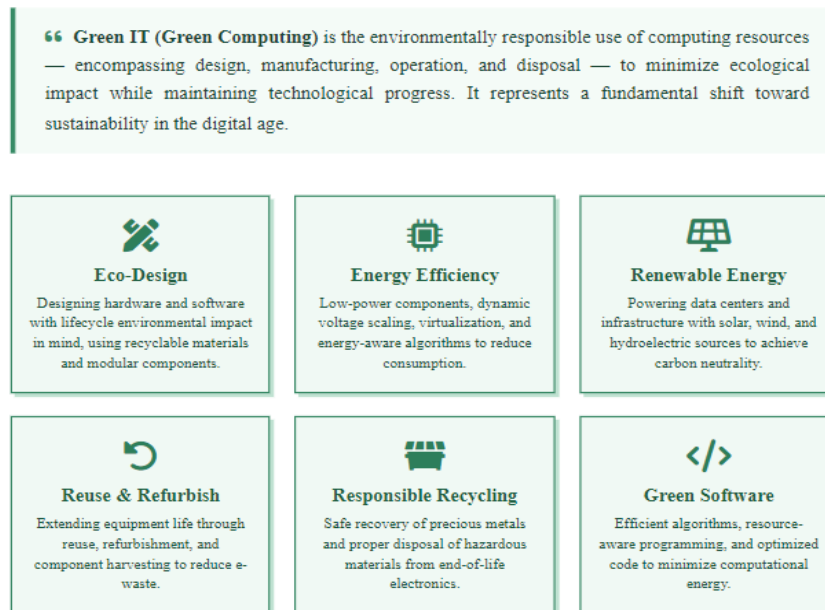 Green IT (Green Computing) is the environmentally responsible use of computing resources
— encompassing design, manufacturing, operation, and disposal — to minimize ecological
impact while maintaining technological progress. It represents a fundamental shift toward
sustainability in the digital age.
Eco-Design
Designing hardware and software
with lifecycle environmental impact
in mind, using recyclable materials
and modular components.
Energy Efficiency
Low-power components, dynamic
voltage scaling, virtualization, and
energy-aware algorithms to reduce
consumption.
Renewable Energy
Powering data centers and
infrastructure with solar, wind, and
hydroelectric sources to achieve
carbon neutrality.
Reuse & Refurbish
Extending equipment life through
reuse, refurbishment, and
component harvesting to reduce e-
waste.
Responsible Recycling
Safe recovery of precious metals
and proper disposal of hazardous
materials from end-of-life
electronics.
Green Software
Efficient algorithms, resource-
aware programming, and optimized
code to minimize computational
energy.